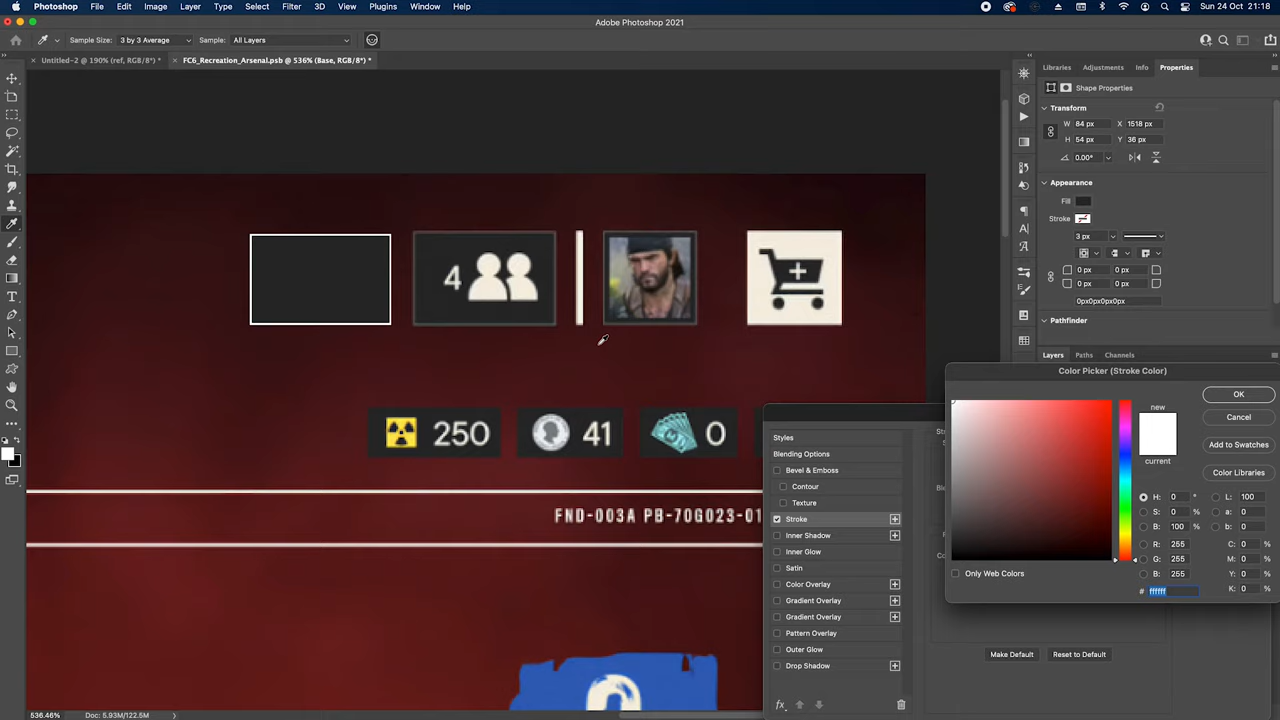 Photoshop File Edit Image Layer Type Select Filter 3D View Plugins Window Help Sun 24 Oct 21:18
Adobe Photoshop 2021
Sample Size: 3 by 3 Average Sample: All Layers
Untitled-2 @ 190% (ref, RGB/8*) * FC6_Recreation_Arsenal.psb @ 536% (Base, RGB/8*) *
Libraries Adjustments Info Properties
Shape Properties
Transform
W 84 px X 1518 px
H 54 px Y 36 px
0.00°
Appearance
Fill
Stroke
3 px
0 px 0 px
0 px 0 px
0px0px0px0px
Pathfinder
Layers Paths Channels
4
250 41 0
FND-003A PB-70G023-01
Color Picker (Stroke Color)
new
current
OK
Cancel
Add to Swatches
Color Libraries
H: 0 ° L: 100
S: 0 % a: 0
B: 100 % b: 0
R: 255 C: 0 %
G: 255 M: 0 %
B: 255 Y: 0 %
# ffffff K: 0 %
Only Web Colors
Styles
Blending Options
Bevel & Emboss
Contour
Texture
Stroke
Inner Shadow
Inner Glow
Satin
Color Overlay
Gradient Overlay
Gradient Overlay
Pattern Overlay
Outer Glow
Drop Shadow
Make Default Reset to Default
fx
536.46% Doc: 5.93M/122.5M